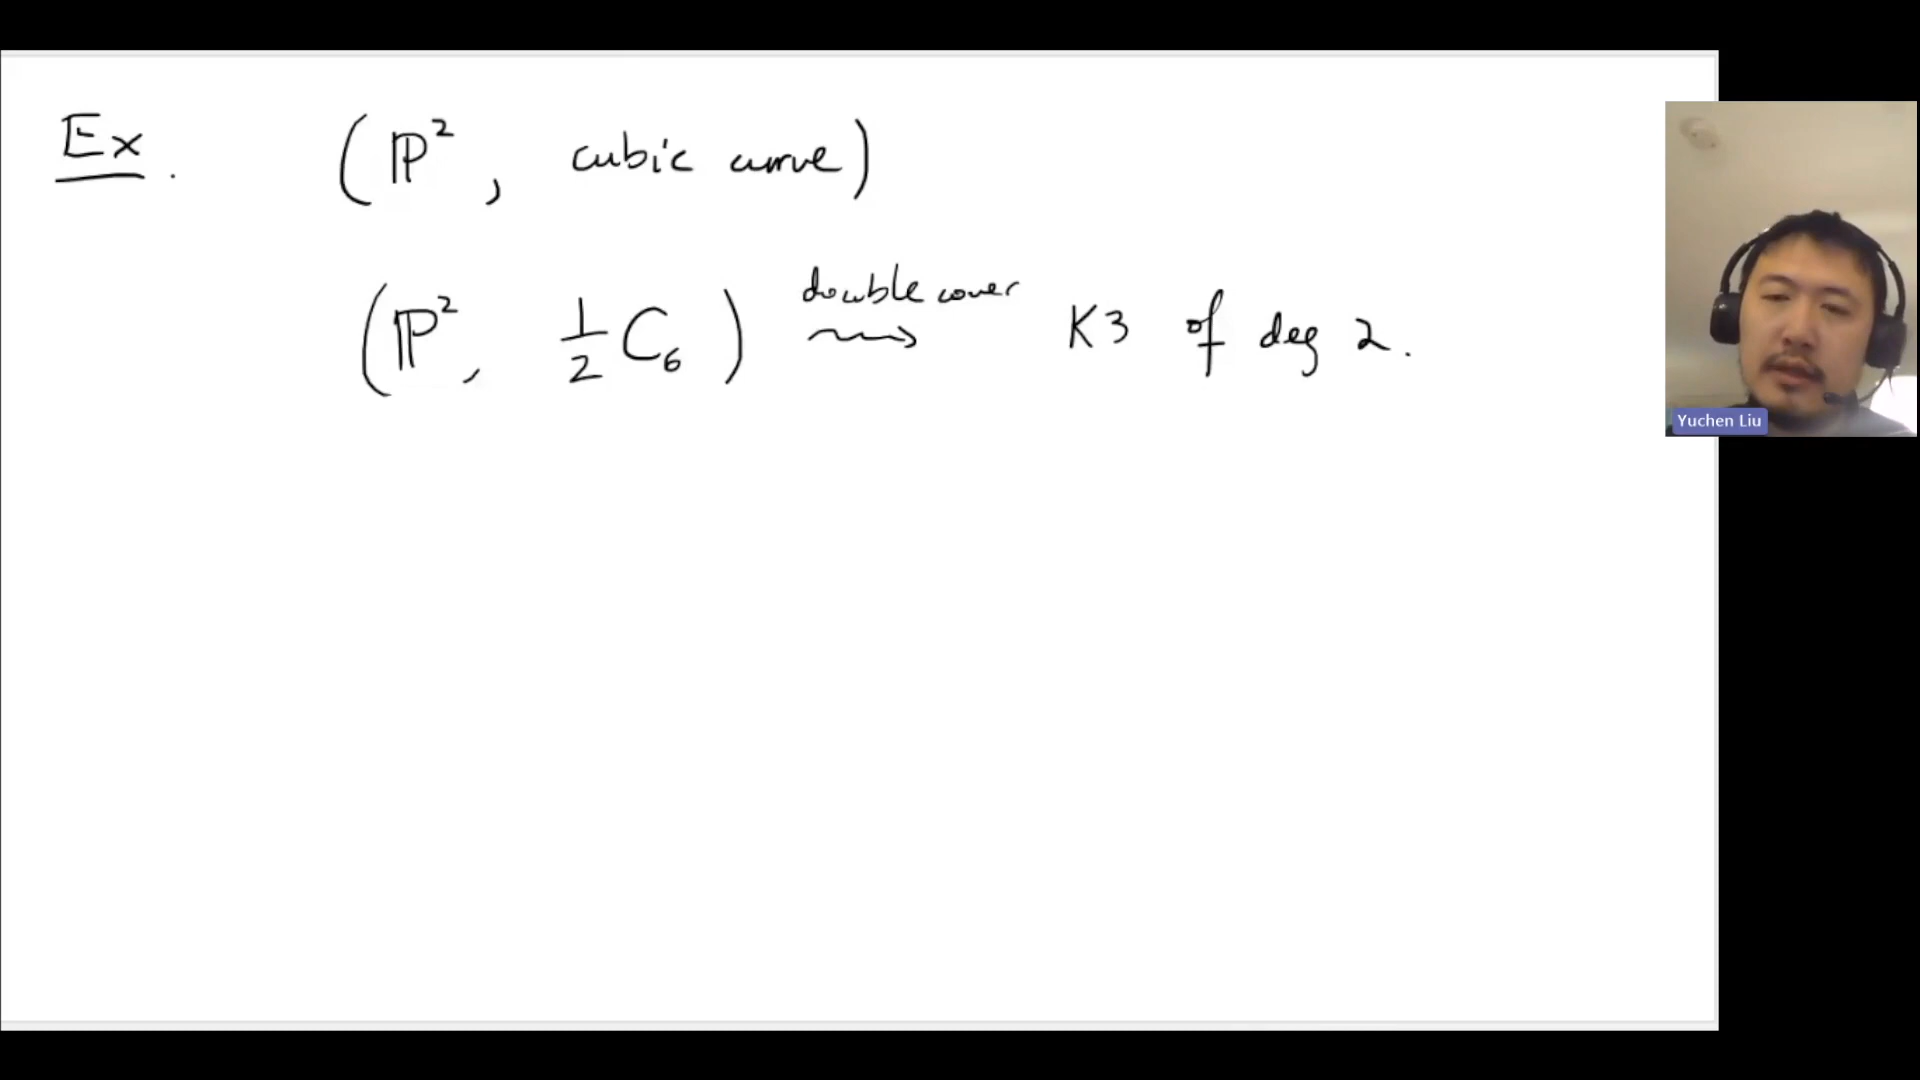 Ex. (ℙ², cubic curve)
(ℙ², 1/2 C₆) double cover ⇝ K3 of deg 2.
Yuchen Liu